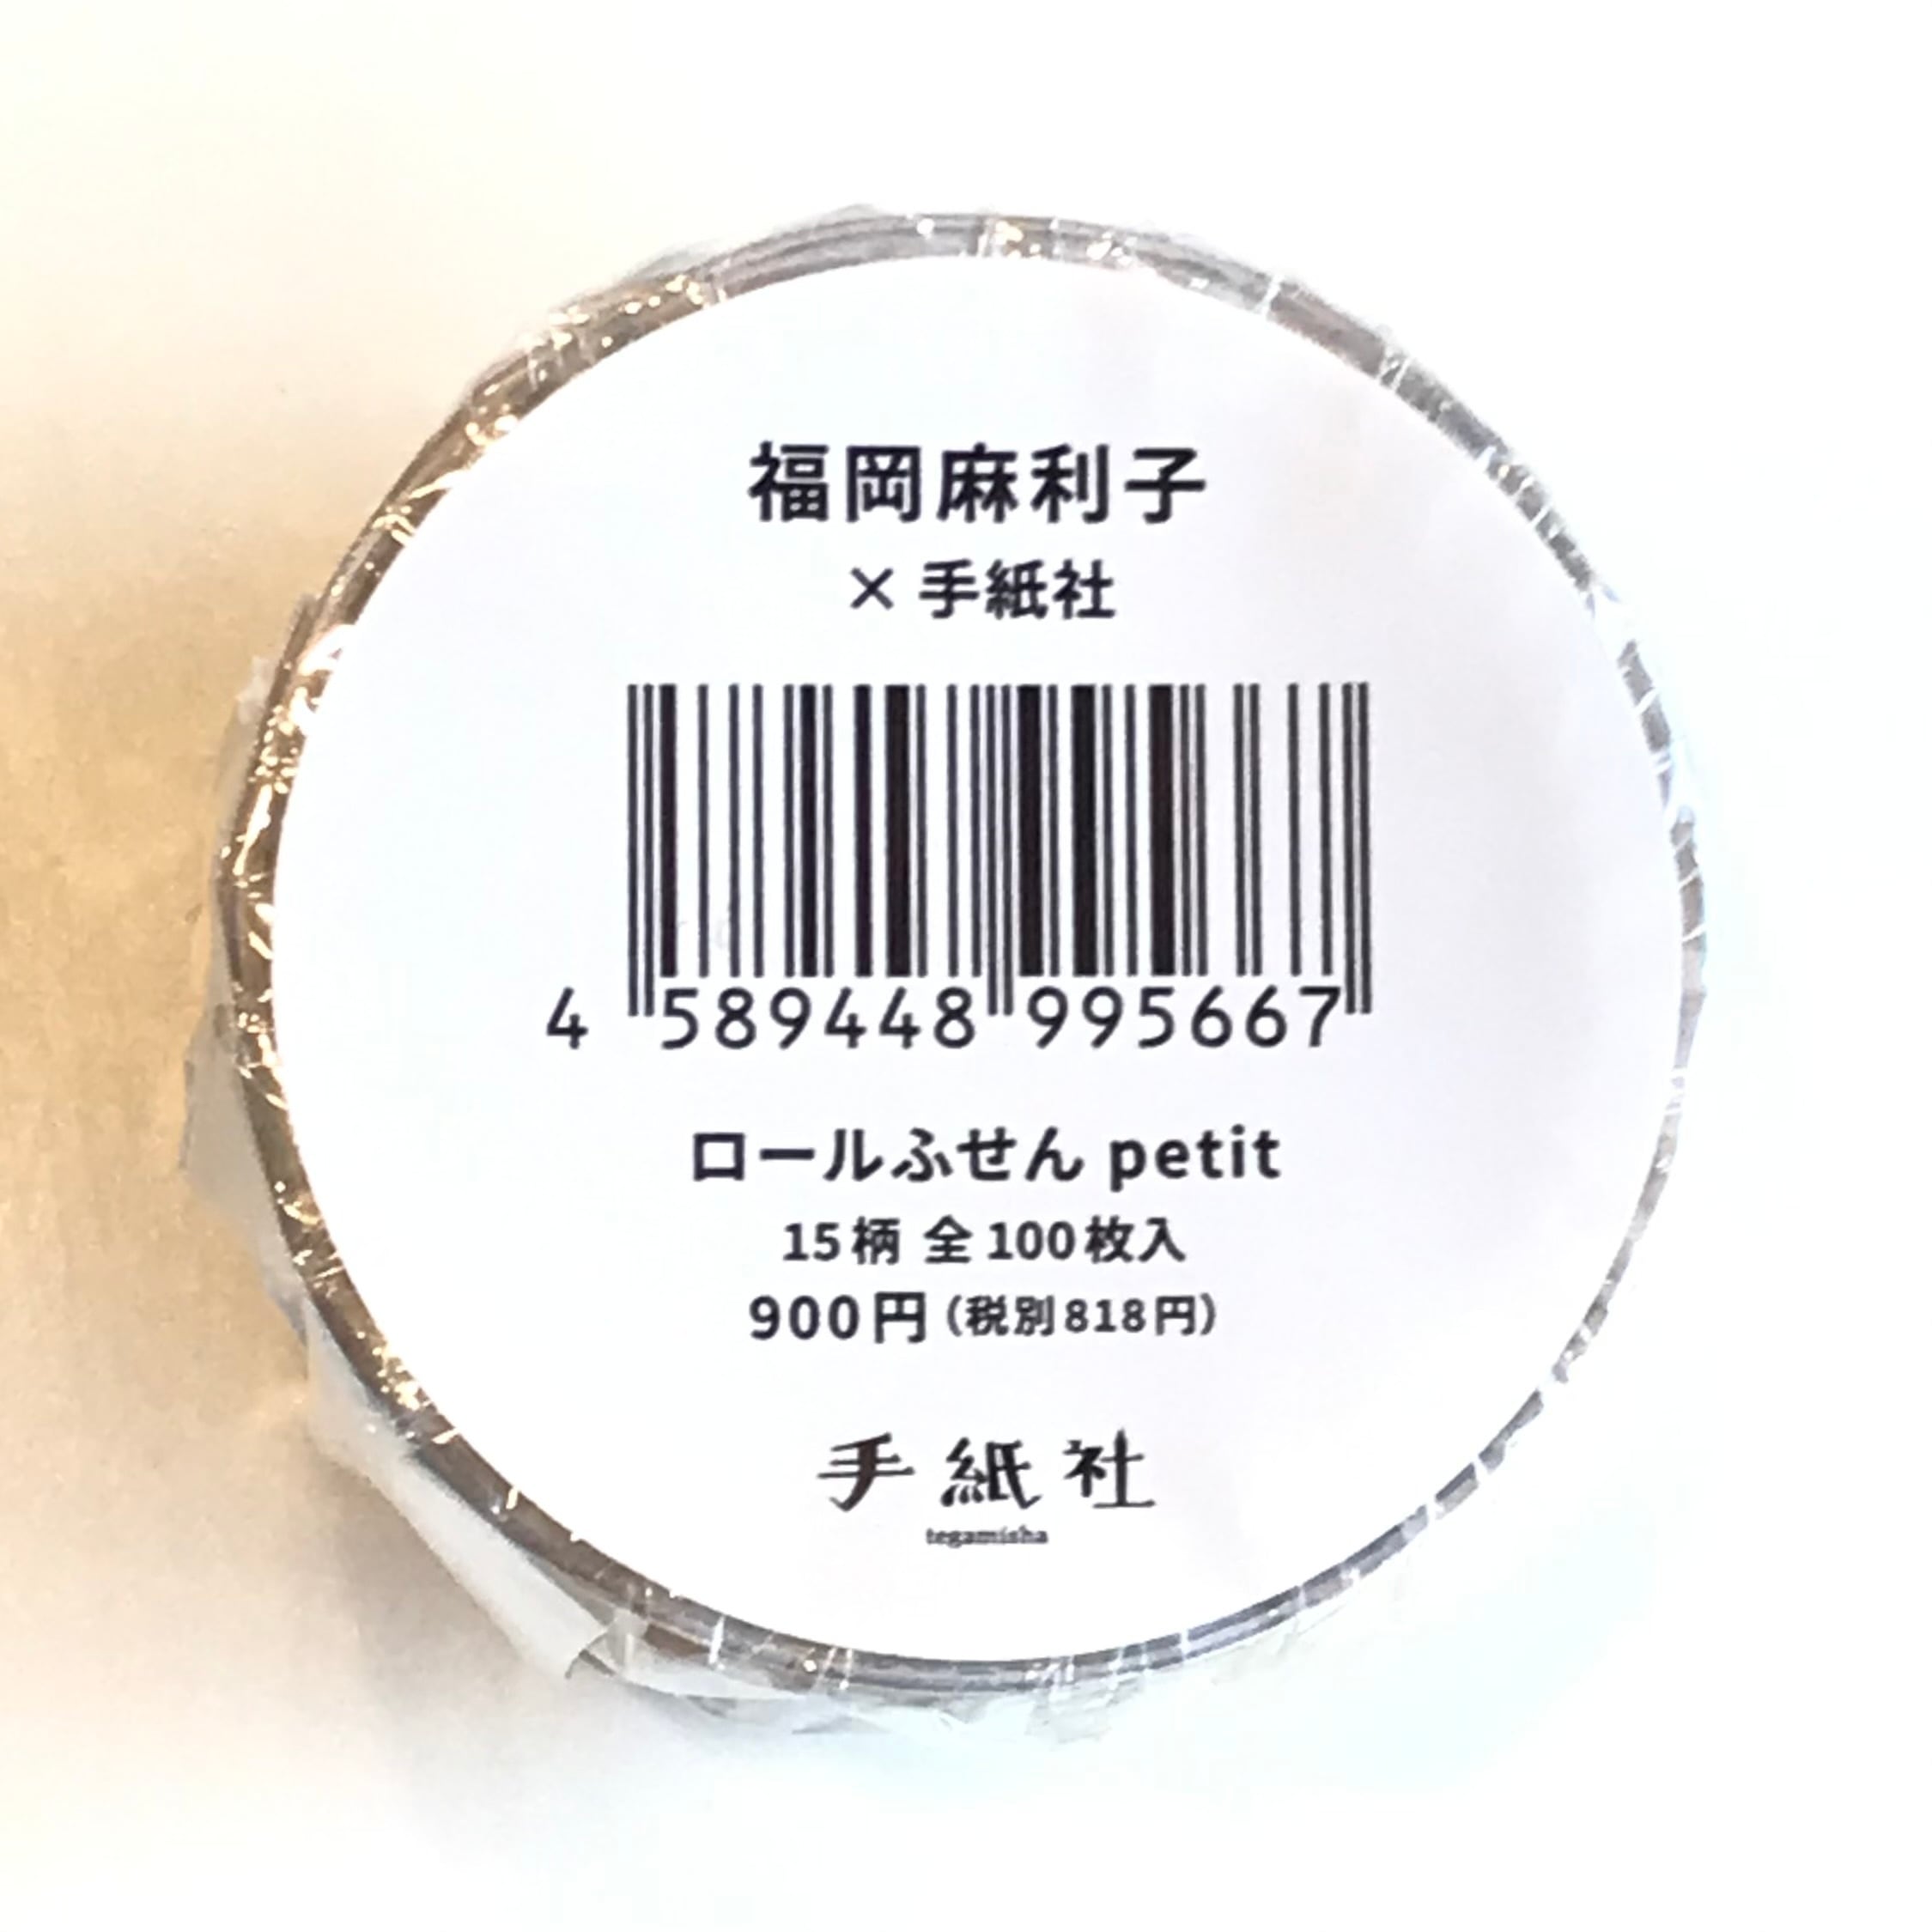 福岡麻利子
× 手紙社
4 589448 995667
ロールふせん petit
15柄 全100枚入
900円（税別818円）
手紙社
tegamisha